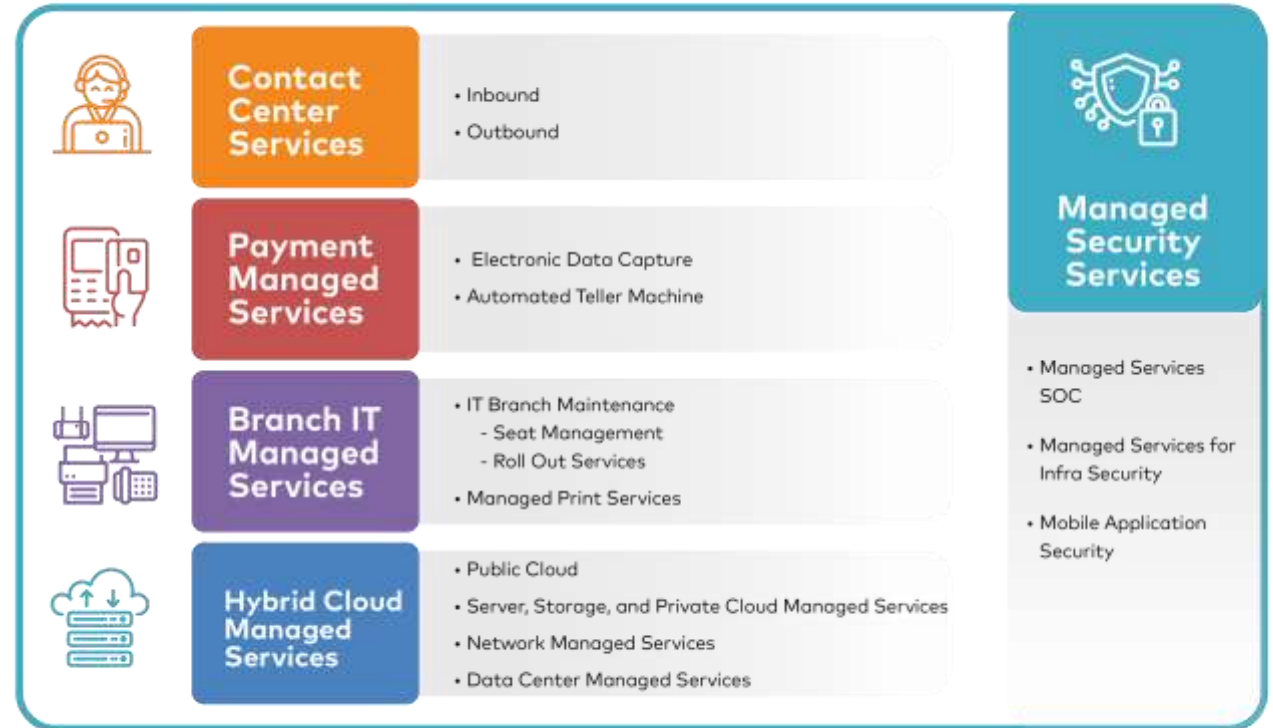 Contact
Center
Services
• Inbound
• Outbound
Payment
Managed
Services
• Electronic Data Capture
• Automated Teller Machine
Branch IT
Managed
Services
• IT Branch Maintenance
- Seat Management
- Roll Out Services
• Managed Print Services
Hybrid Cloud
Managed
Services
• Public Cloud
• Server, Storage, and Private Cloud Managed Services
• Network Managed Services
• Data Center Managed Services
Managed
Security
Services
• Managed Services
SOC
• Managed Services for
Infra Security
• Mobile Application
Security